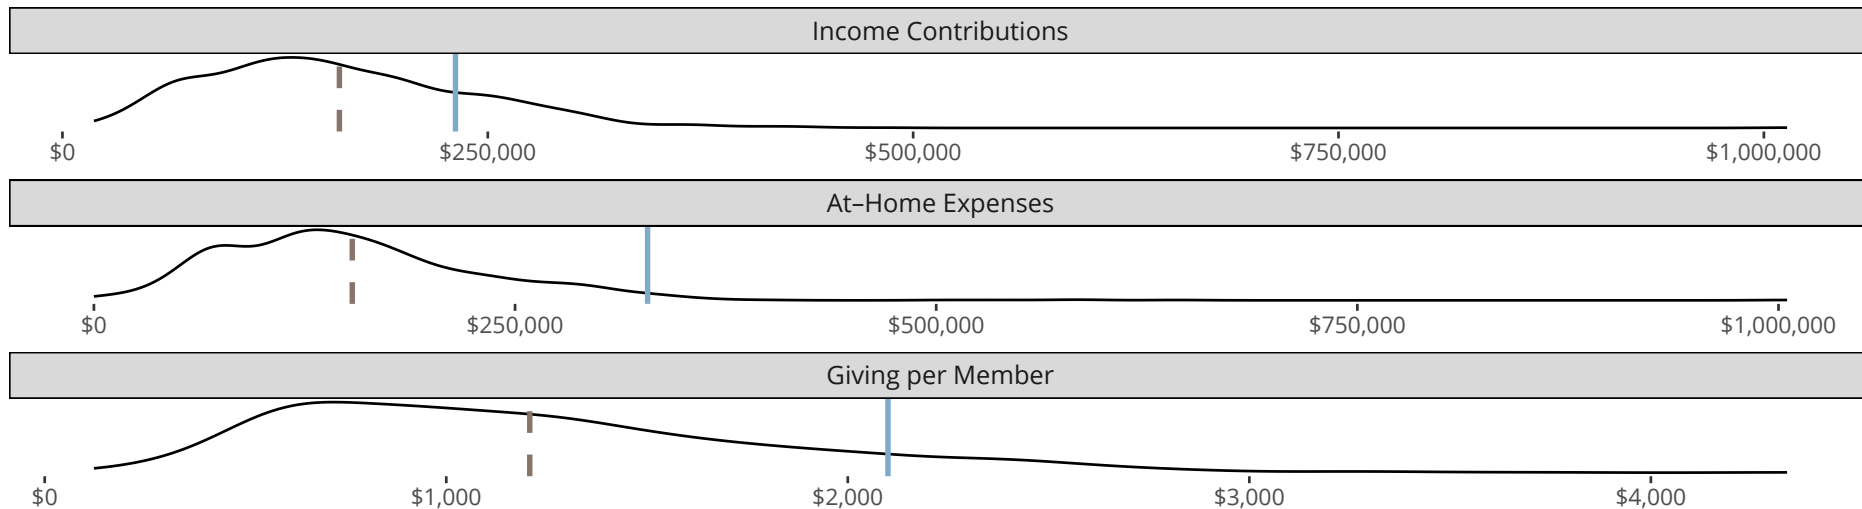 Income Contributions
$0 $250,000 $500,000 $750,000 $1,000,000
At–Home Expenses
$0 $250,000 $500,000 $750,000 $1,000,000
Giving per Member
$0 $1,000 $2,000 $3,000 $4,000